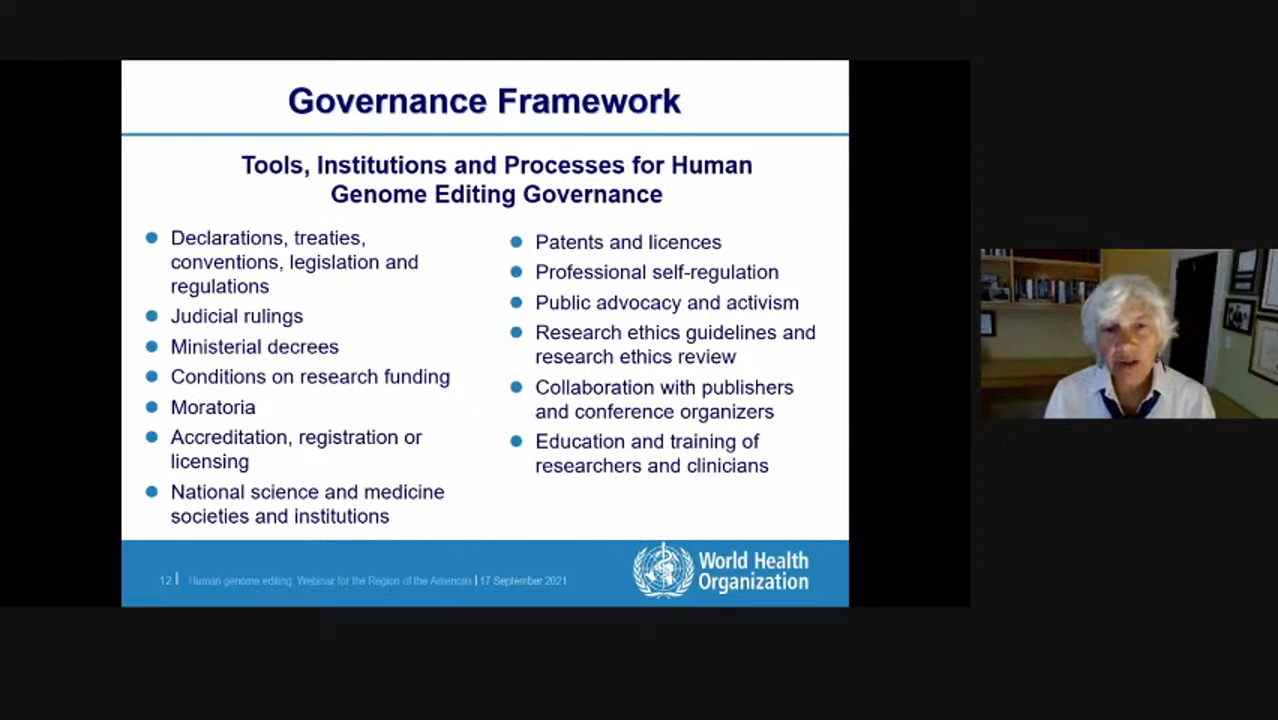 Governance Framework
Tools, Institutions and Processes for Human
Genome Editing Governance
Declarations, treaties,
conventions, legislation and
regulations
Judicial rulings
Ministerial decrees
Conditions on research funding
Moratoria
Accreditation, registration or
licensing
National science and medicine
societies and institutions
Patents and licences
Professional self-regulation
Public advocacy and activism
Research ethics guidelines and
research ethics review
Collaboration with publishers
and conference organizers
Education and training of
researchers and clinicians
12 | Human genome editing: Webinar for the Region of the Americas | 17 September 2021
World Health
Organization